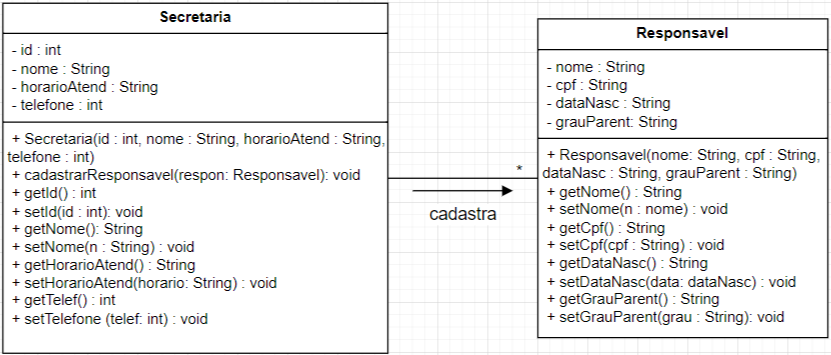 Secretaria
- id : int
- nome : String
- horarioAtend : String
- telefone : int
+ Secretaria(id : int, nome : String, horarioAtend : String,
telefone : int)
+ cadastrarResponsavel(respon: Responsavel): void
+ getId() : int
+ setId(id : int): void
+ getNome(): String
+ setNome(n : String) : void
+ getHorarioAtend() : String
+ setHorarioAtend(horario: String) : void
+ getTelef() : int
+ setTelefone (telef: int) : void
*
cadastra
Responsavel
- nome : String
- cpf : String
- dataNasc : String
- grauParent: String
+ Responsavel(nome: String, cpf : String,
dataNasc : String, grauParent : String)
+ getNome() : String
+ setNome(n : nome) : void
+ getCpf() : String
+ setCpf(cpf : String) : void
+ getDataNasc() : String
+ setDataNasc(data: dataNasc) : void
+ getGrauParent() : String
+ setGrauParent(grau : String): void